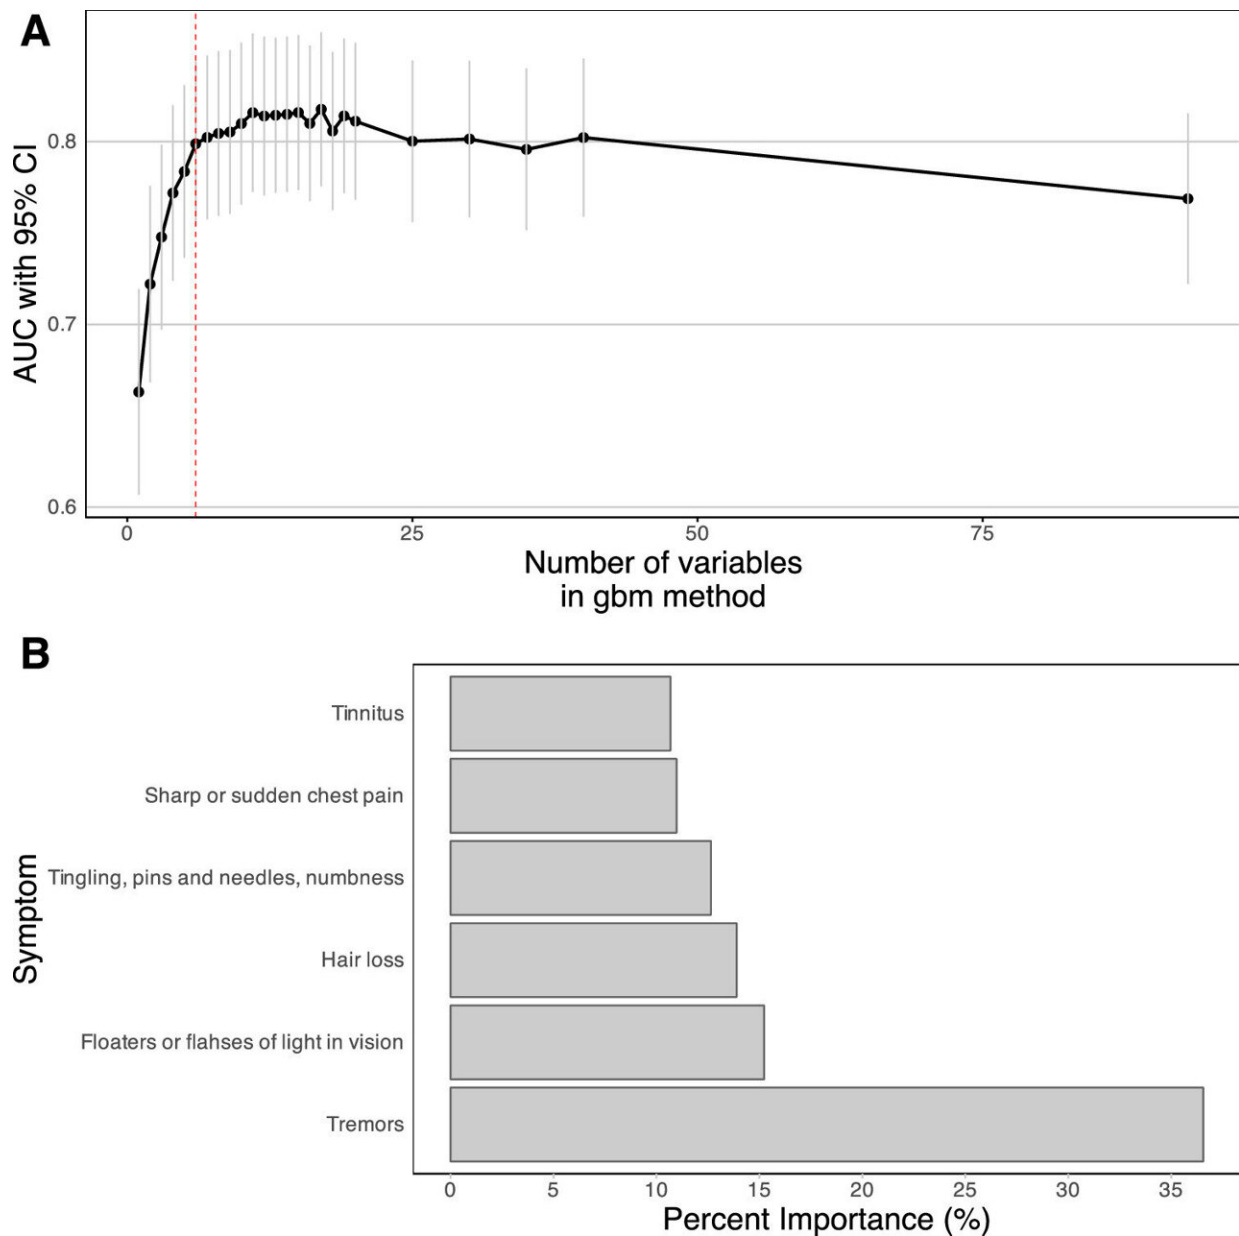 A
AUC with 95% CI
0.8
0.7
0.6
0
25
50
75
Number of variables
in gbm method
B
Symptom
Tinnitus
Sharp or sudden chest pain
Tingling, pins and needles, numbness
Hair loss
Floaters or flahses of light in vision
Tremors
0
5
10
15
20
25
30
35
Percent Importance (%)